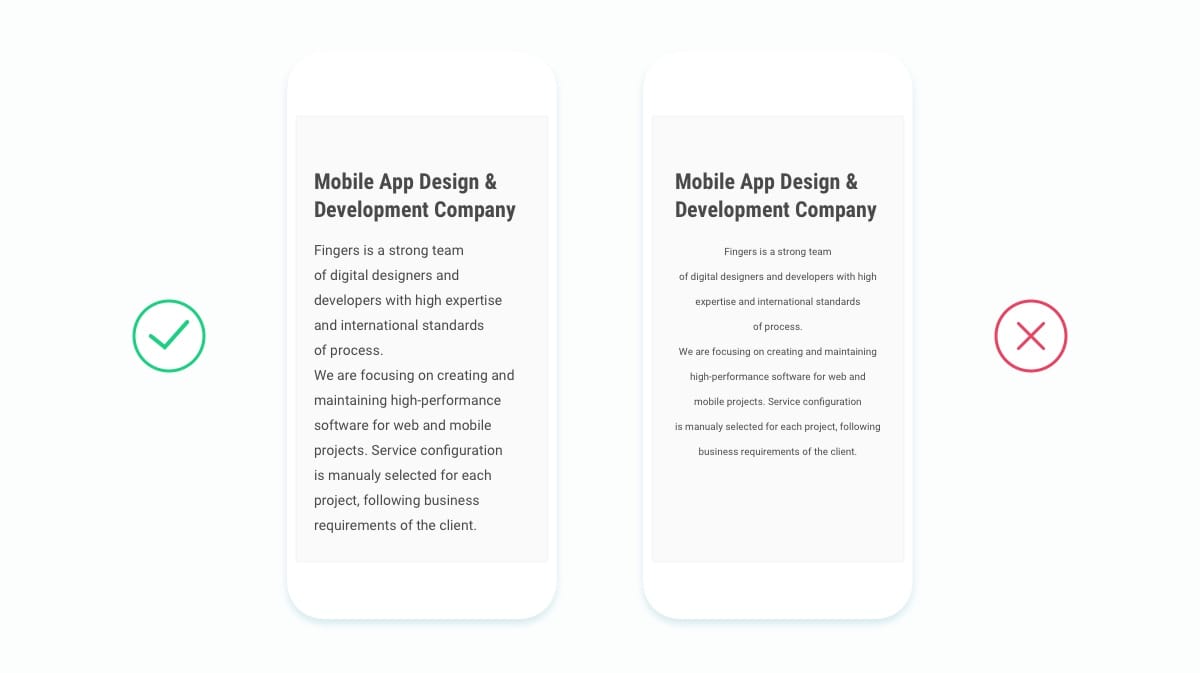 Mobile App Design &
Development Company
Fingers is a strong team
of digital designers and
developers with high expertise
and international standards
of process.
We are focusing on creating and
maintaining high-performance
software for web and mobile
projects. Service configuration
is manualy selected for each
project, following business
requirements of the client.
Mobile App Design &
Development Company
Fingers is a strong team
of digital designers and developers with high
expertise and international standards
of process.
We are focusing on creating and maintaining
high-performance software for web and
mobile projects. Service configuration
is manualy selected for each project, following
business requirements of the client.